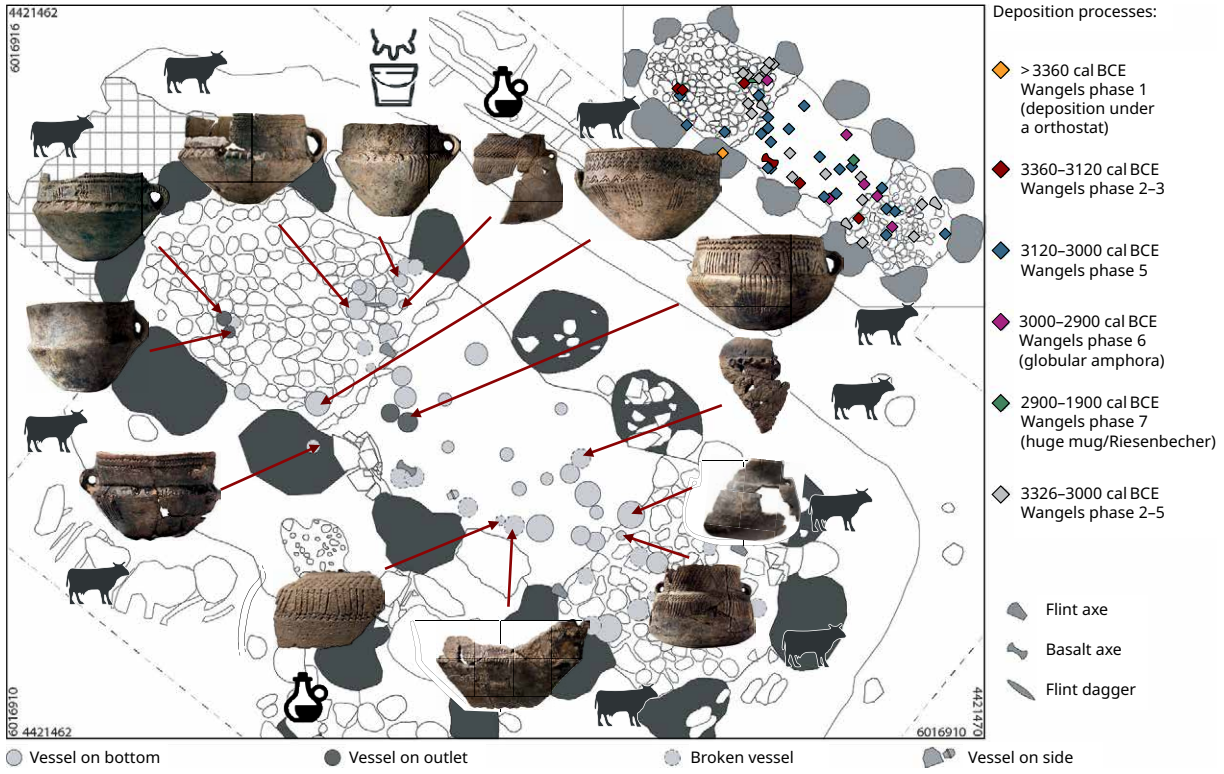 4421462
6016916
Deposition processes:
> 3360 cal BCE
Wangels phase 1
(deposition under
a orthostat)
3360–3120 cal BCE
Wangels phase 2–3
3120–3000 cal BCE
Wangels phase 5
3000–2900 cal BCE
Wangels phase 6
(globular amphora)
2900–1900 cal BCE
Wangels phase 7
(huge mug/Riesenbecher)
3326–3000 cal BCE
Wangels phase 2–5
Flint axe
Basalt axe
Flint dagger
6016910
4421462
4421470
6016910
Vessel on bottom
Vessel on outlet
Broken vessel
Vessel on side